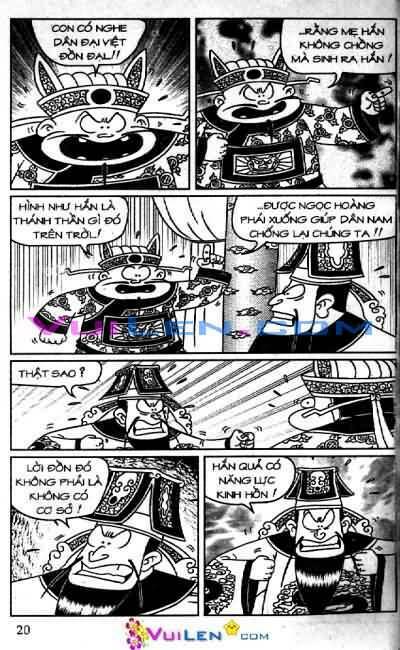 CON CÓ NGHE
DÂN ĐẠI VIỆT
ĐỒN ĐẠI..!!
...RẰNG MẸ HẮN
KHÔNG CHỒNG
MÀ SINH RA HẮN!
HÌNH NHƯ HẮN LÀ
THÁNH THẦN GÌ ĐÓ
TRÊN TRỜI..!
...ĐƯỢC NGỌC HOÀNG
PHÁI XUỐNG GIÚP DÂN NAM
CHỐNG LẠI CHÚNG TA!!
VUILEN.COM
THẬT SAO?
LỜI ĐỒN ĐÓ
KHÔNG PHẢI LÀ
KHÔNG CÓ
CƠ SỞ!
HẮN QUẢ CÓ
NĂNG LỰC
KINH HỒN!
20
VUILEN.COM